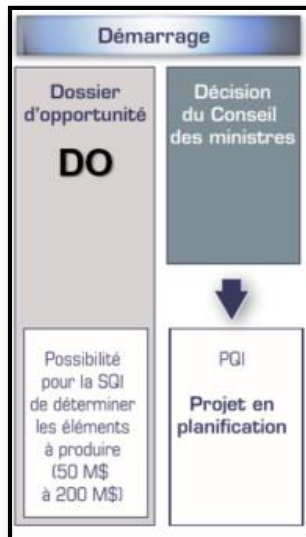 Démarrage
Dossier
d'opportunité
DO
Possibilité
pour la SQI
de déterminer
les éléments
à produire
(50 M$
à 200 M$)
Décision
du Conseil
des ministres
PQI
Projet en
planification